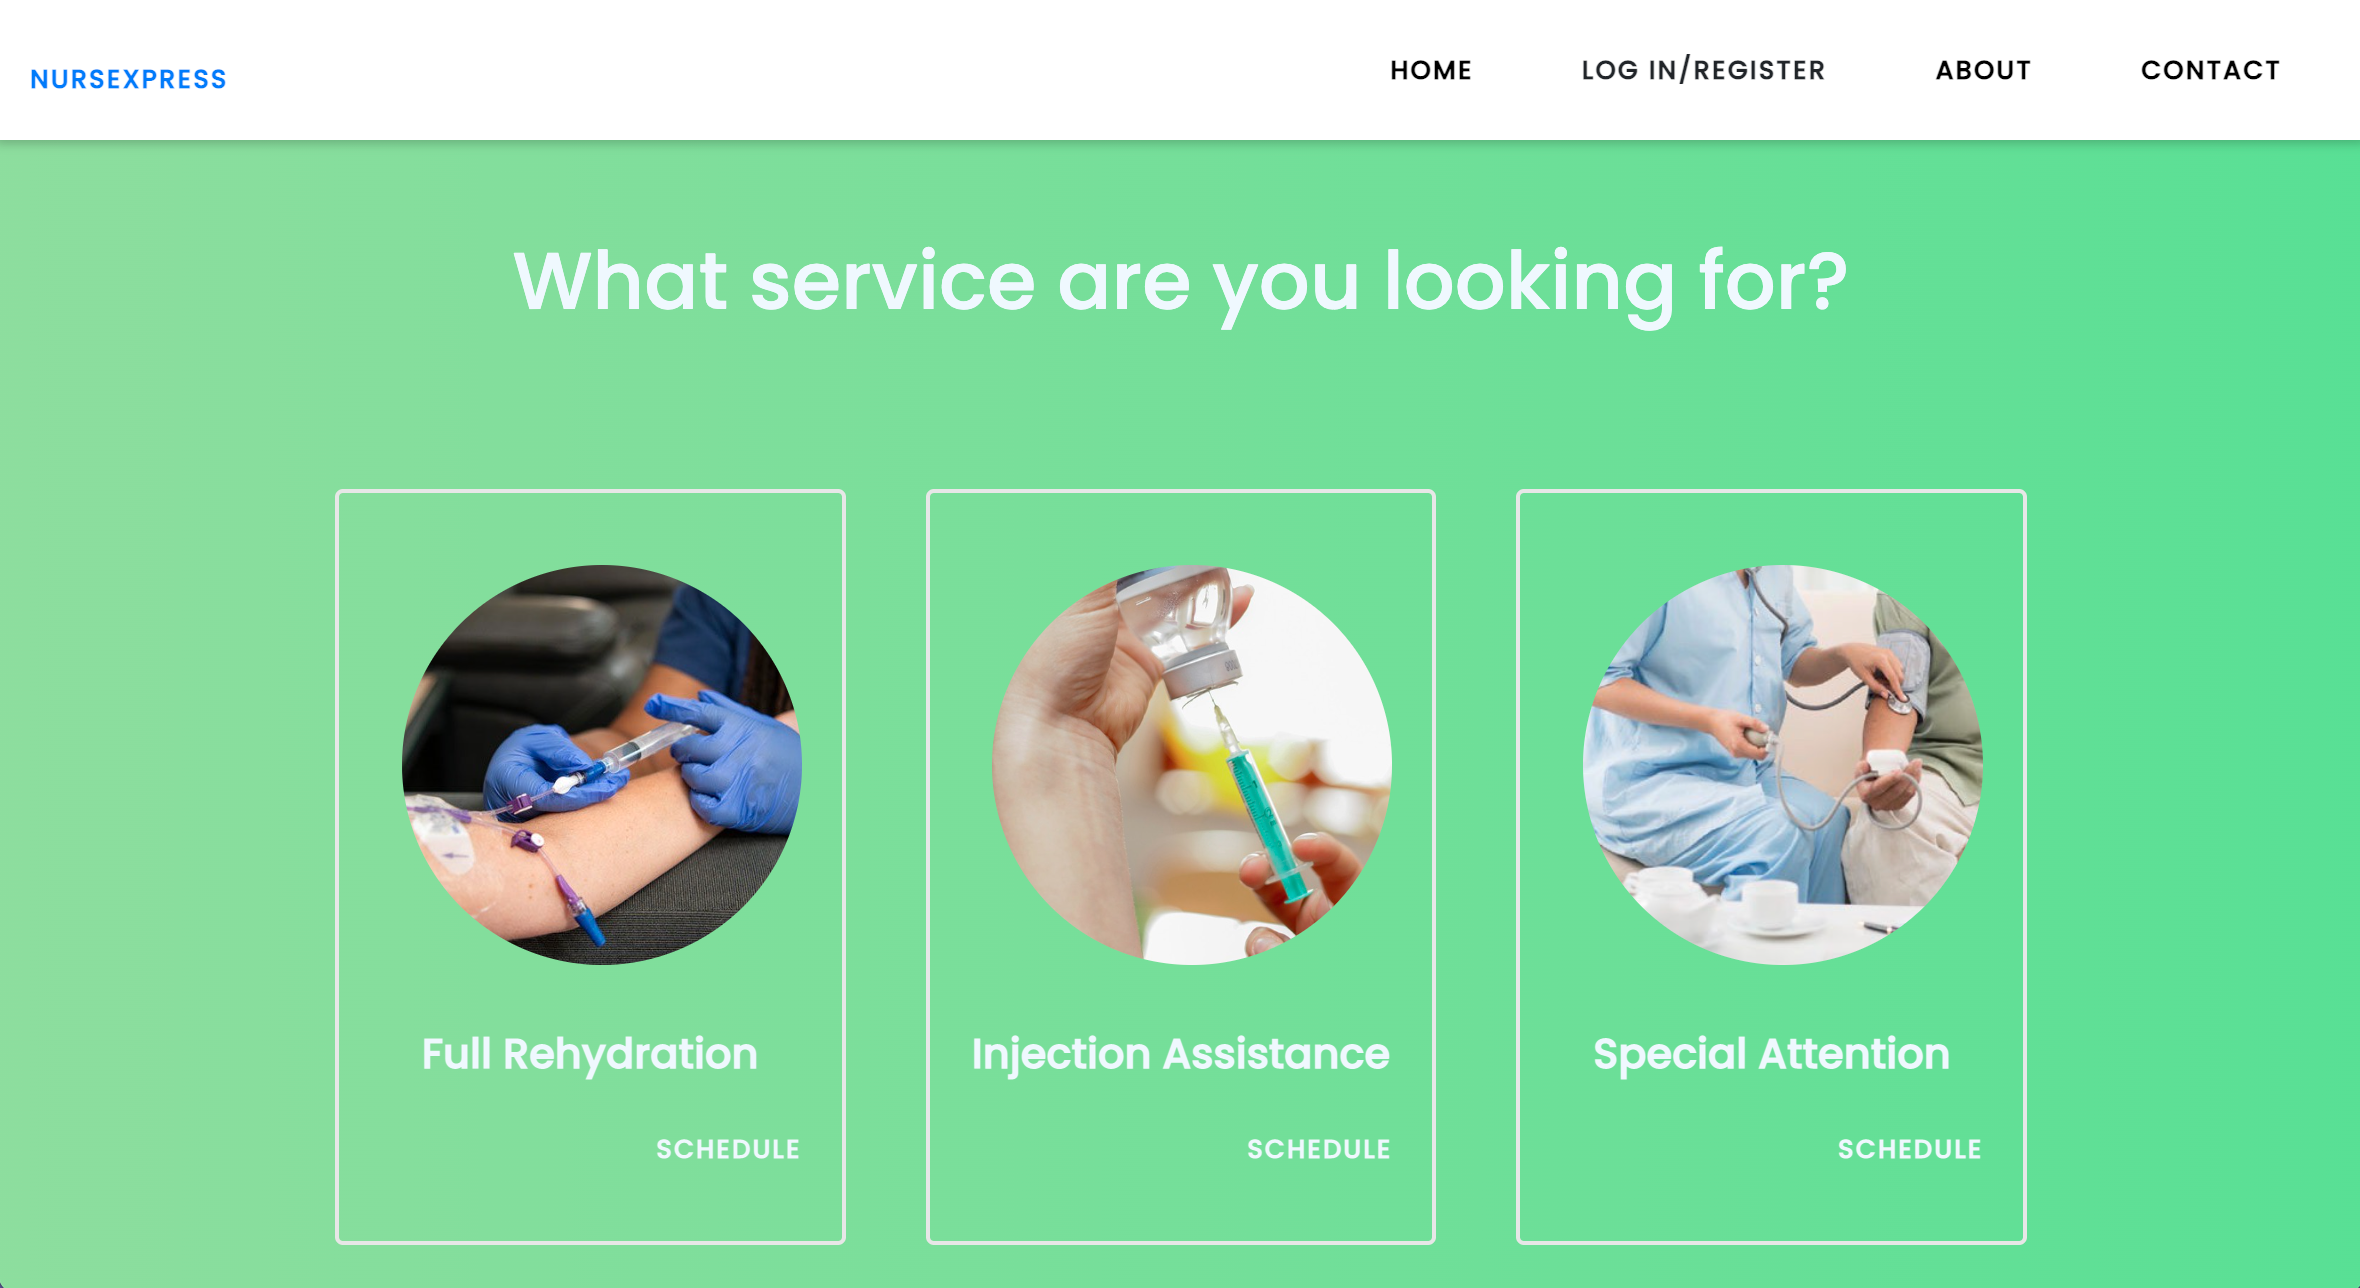 NURSEXPRESS
HOME
LOG IN/REGISTER
ABOUT
CONTACT
What service are you looking for?
Full Rehydration
SCHEDULE
Injection Assistance
SCHEDULE
Special Attention
SCHEDULE